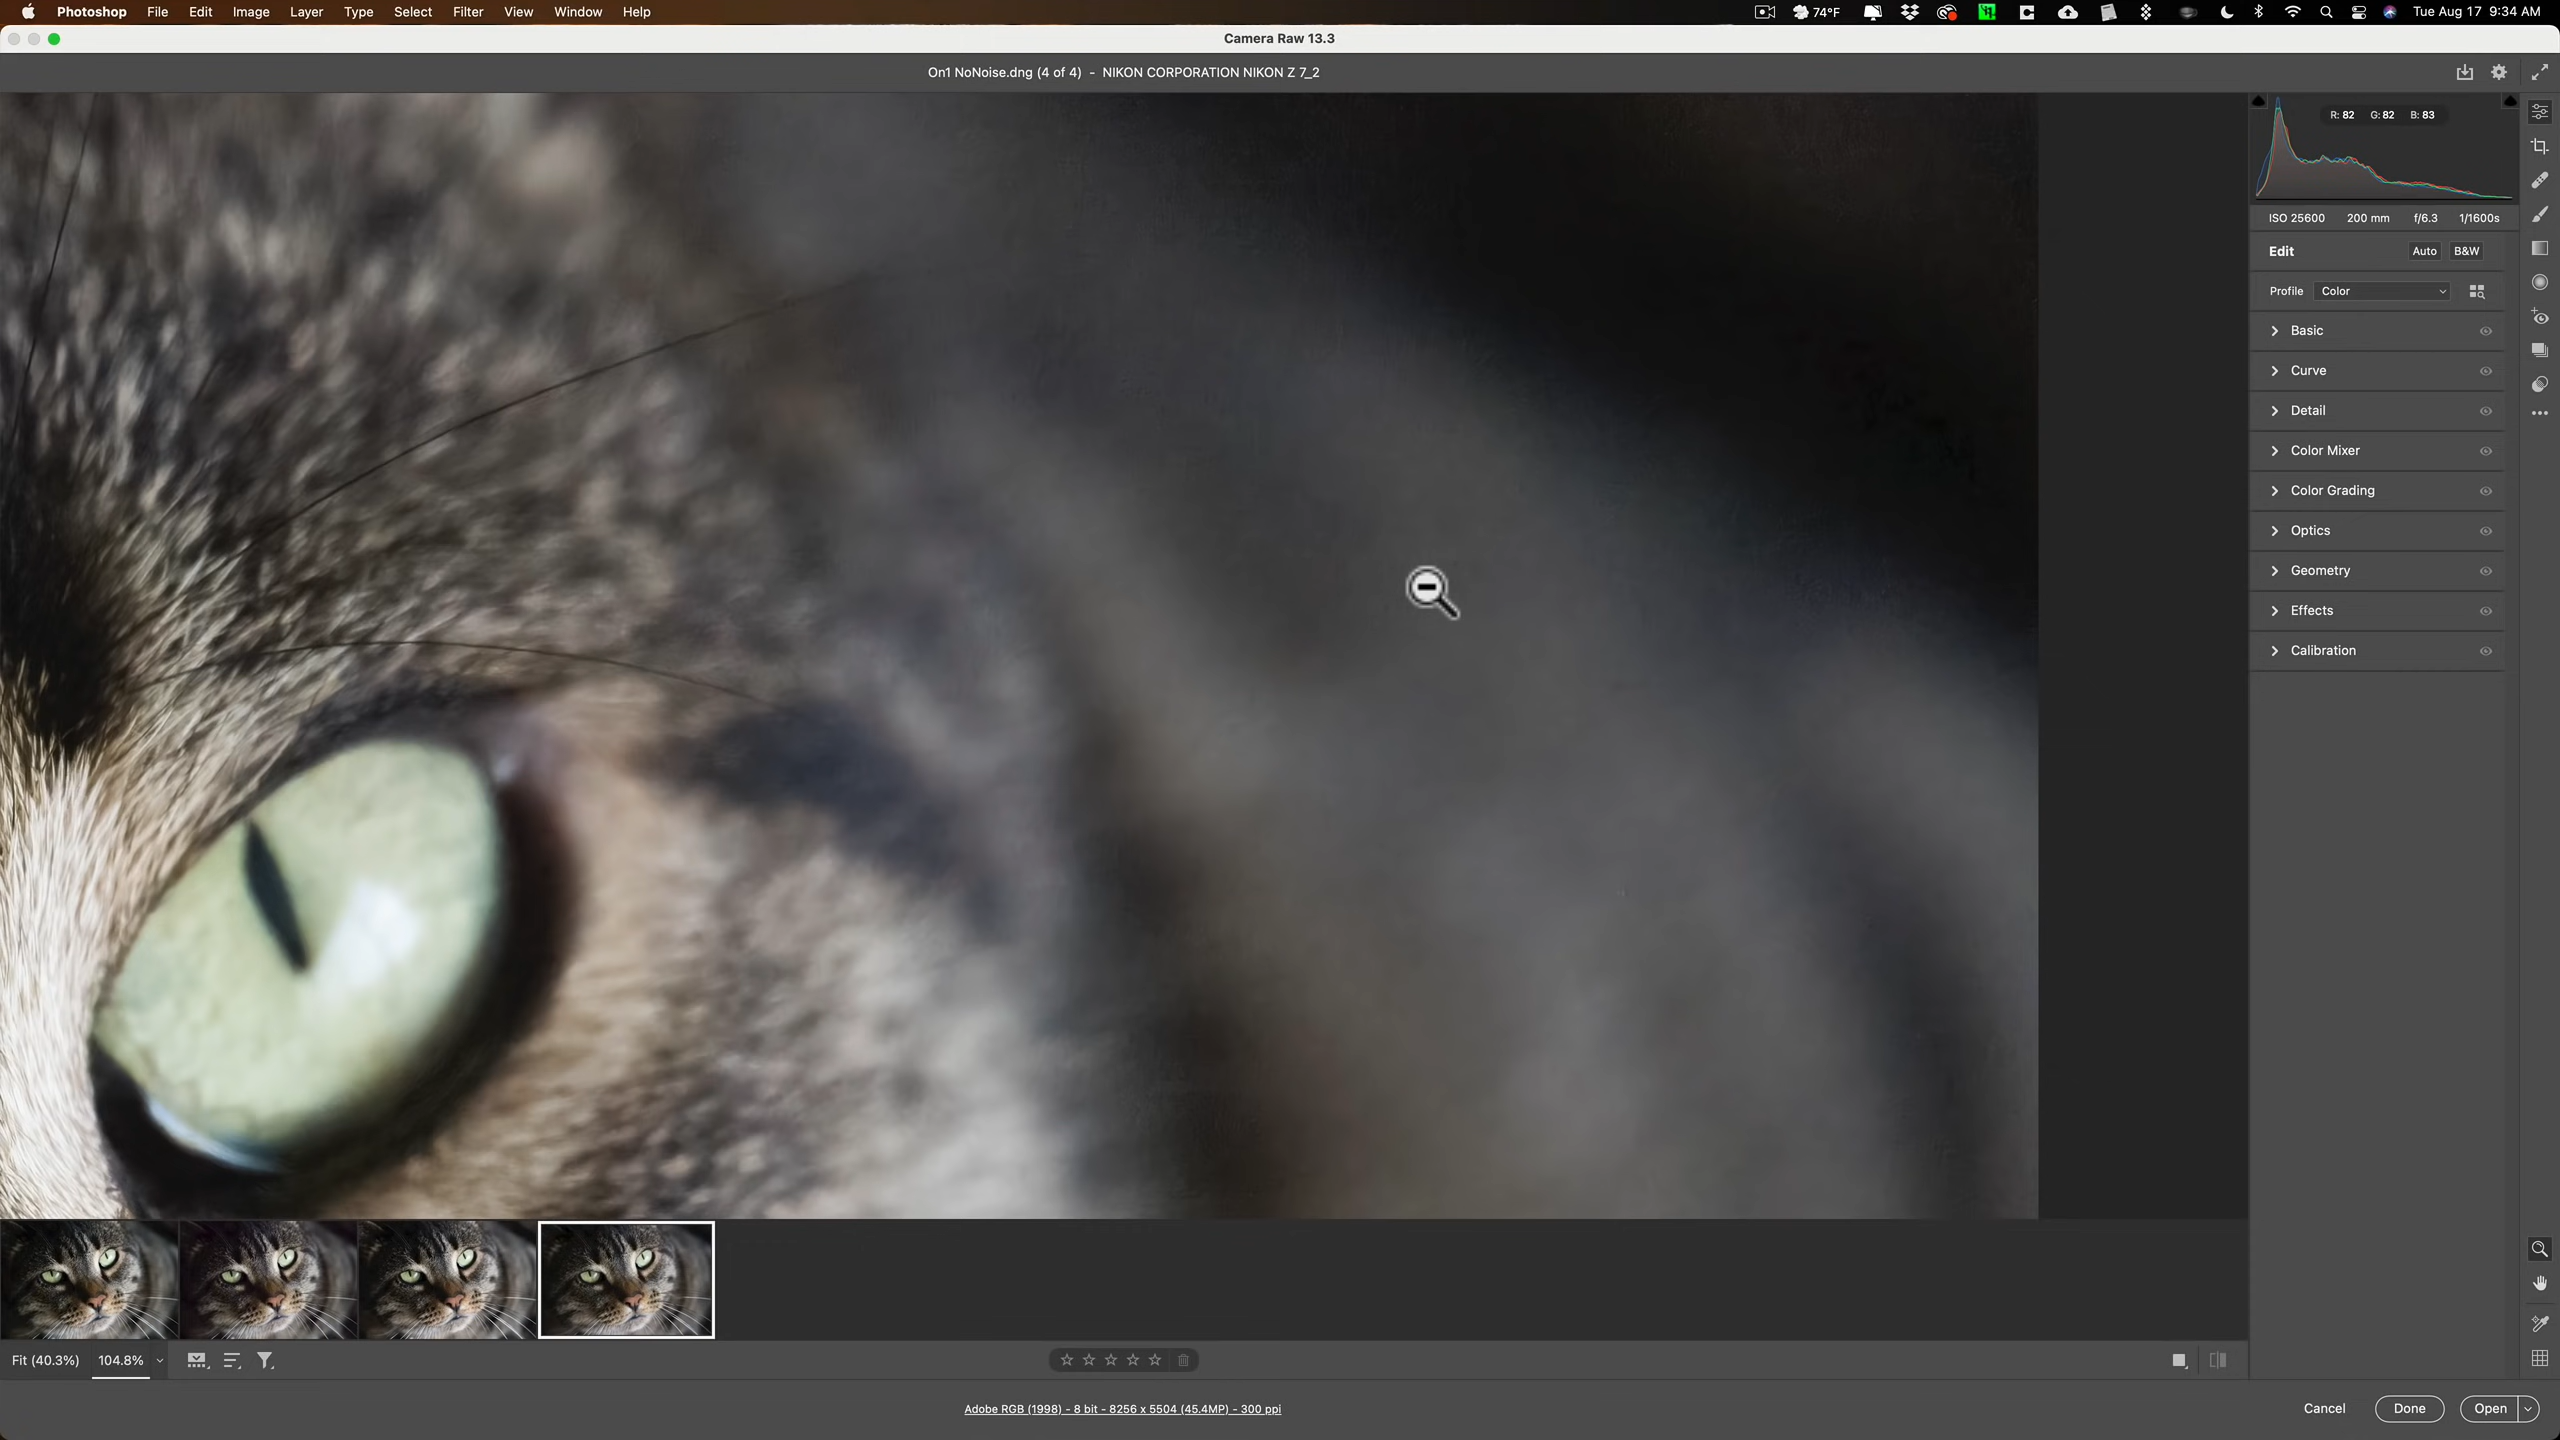 Photoshop File Edit Image Layer Type Select Filter View Window Help 74°F Tue Aug 17 9:34 AM
Camera Raw 13.3
On1 NoNoise.dng (4 of 4) - NIKON CORPORATION NIKON Z 7_2
R: 82 G: 82 B: 83
ISO 25600 200 mm f/6.3 1/1600s
Edit Auto B&W
Profile Color
Basic
Curve
Detail
Color Mixer
Color Grading
Optics
Geometry
Effects
Calibration
Fit (40.3%) 104.8%
Adobe RGB (1998) - 8 bit - 8256 x 5504 (45.4MP) - 300 ppi
Cancel Done Open